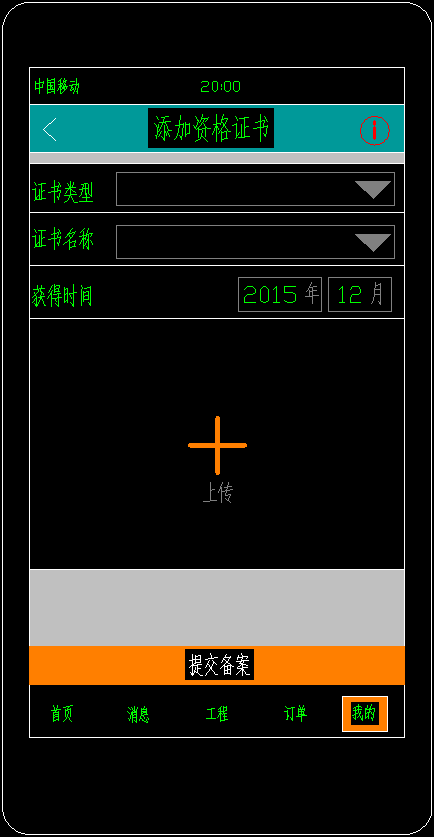 中国移动 20:00
添加资格证书
证书类型
证书名称
获得时间 2015 年 12 月
上传
提交备案
首页 消息 工程 订单 我的